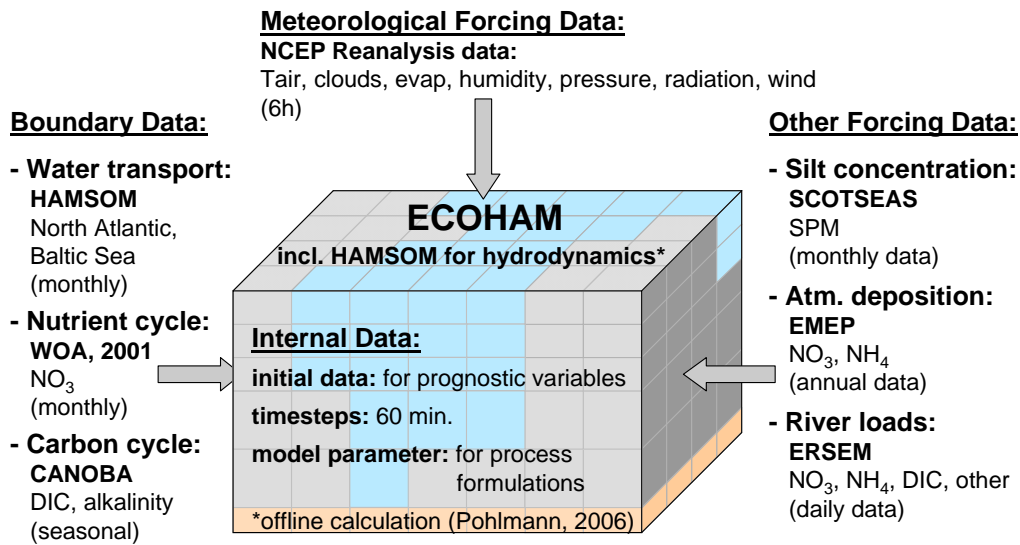 Meteorological Forcing Data:
NCEP Reanalysis data:
Tair, clouds, evap, humidity, pressure, radiation, wind
(6h)
Boundary Data:
- Water transport:
HAMSOM
North Atlantic,
Baltic Sea
(monthly)
- Nutrient cycle:
WOA, 2001
NO₃
(monthly)
- Carbon cycle:
CANOBA
DIC, alkalinity
(seasonal)
ECOHAM
incl. HAMSOM for hydrodynamics*
Internal Data:
initial data: for prognostic variables
timesteps: 60 min.
model parameter: for process
formulations
*offline calculation (Pohlmann, 2006)
Other Forcing Data:
- Silt concentration:
SCOTSEAS
SPM
(monthly data)
- Atm. deposition:
EMEP
NO₃, NH₄
(annual data)
- River loads:
ERSEM
NO₃, NH₄, DIC, other
(daily data)